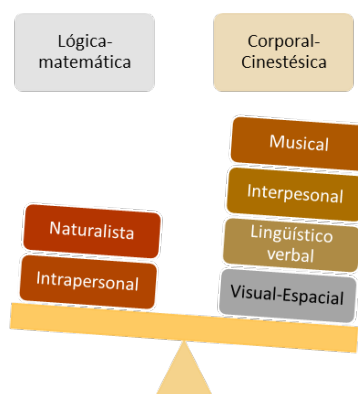 Lógica-
matemática
Corporal-
Cinestésica
Musical
Interpesonal
Naturalista
Lingüístico
verbal
Intrapersonal
Visual-Espacial